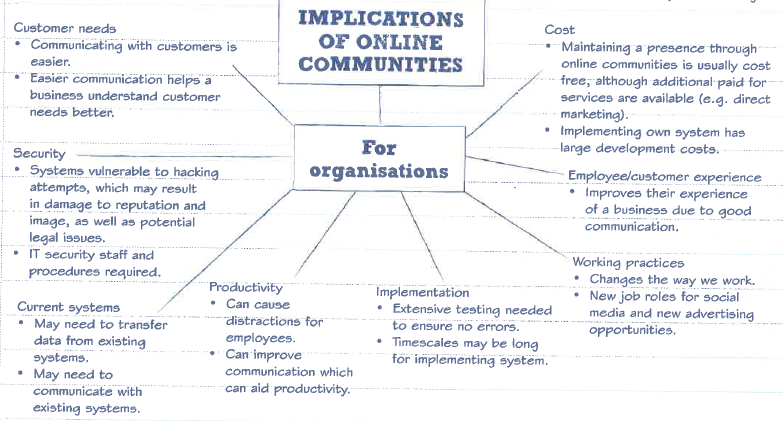 IMPLICATIONS
OF ONLINE
COMMUNITIES
For
organisations
Customer needs
• Communicating with customers is
easier.
• Easier communication helps a
business understand customer
needs better.
Security
• Systems vulnerable to hacking
attempts, which may result
in damage to reputation and
image, as well as potential
legal issues.
• IT security staff and
procedures required.
Current systems
• May need to transfer
data from existing
systems.
• May need to
communicate with
existing systems.
Productivity
• Can cause
distractions for
employees.
• Can improve
communication which
can aid productivity.
Implementation
• Extensive testing needed
to ensure no errors.
• Timescales may be long
for implementing system.
Cost
• Maintaining a presence through
online communities is usually cost
free, although additional paid for
services are available (e.g. direct
marketing).
• Implementing own system has
large development costs.
Employee/customer experience
• Improves their experience
of a business due to good
communication.
Working practices
• Changes the way we work.
• New job roles for social
media and new advertising
opportunities.